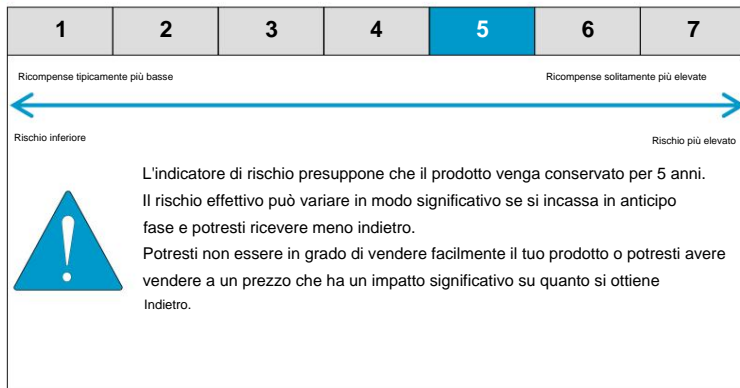 1 2 3 4 5 6 7
Ricompense tipicamente più basse Ricompense solitamente più elevate
Rischio inferiore Rischio più elevato
L'indicatore di rischio presuppone che il prodotto venga conservato per 5 anni.
Il rischio effettivo può variare in modo significativo se si incassa in anticipo
fase e potresti ricevere meno indietro.
Potresti non essere in grado di vendere facilmente il tuo prodotto o potresti avere
vendere a un prezzo che ha un impatto significativo su quanto si ottiene
Indietro.